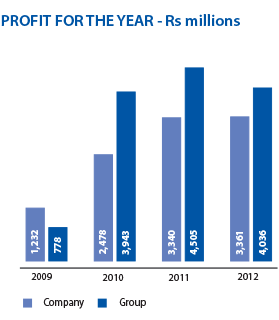 PROFIT FOR THE YEAR - Rs millions
1,232 778 2,478 3,943 3,340 4,505 3,361 4,036
2009 2010 2011 2012
Company Group